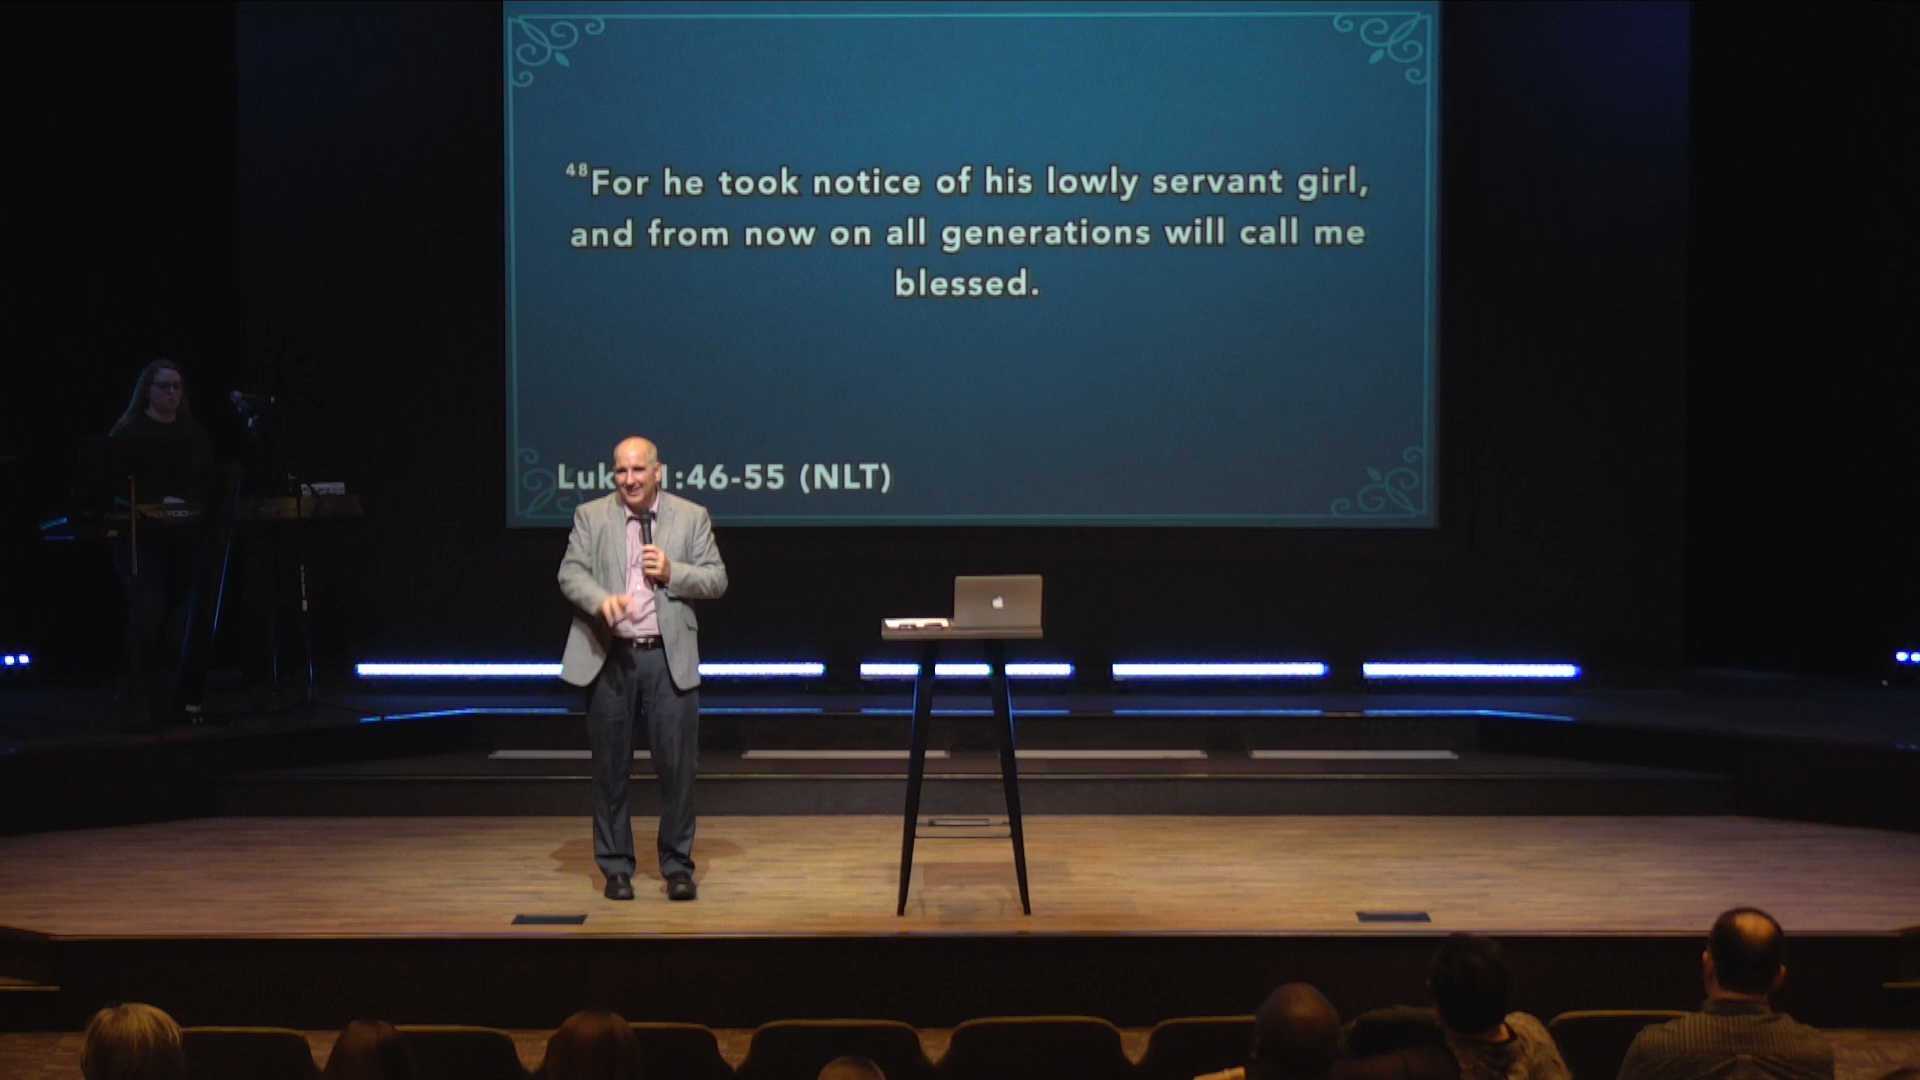 48For he took notice of his lowly servant girl,
and from now on all generations will call me
blessed.
Luk 1:46-55 (NLT)